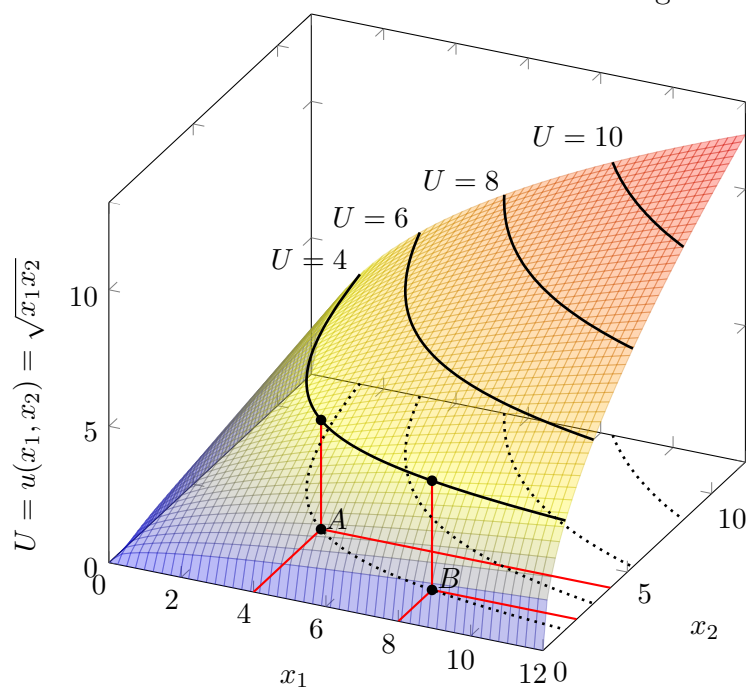 U = 10
U = 8
U = 6
U = 4
U = u(x₁, x₂) = √x₁x₂
10
5
0
0
2
4
6
8
10
12
0
5
10
A
B
x₁
x₂